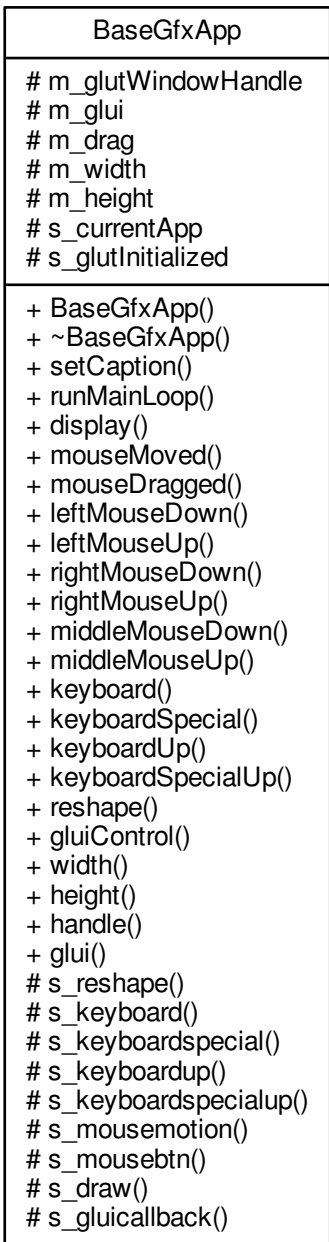 BaseGfxApp
# m_glutWindowHandle
# m_glui
# m_drag
# m_width
# m_height
# s_currentApp
# s_glutInitialized
+ BaseGfxApp()
+ ~BaseGfxApp()
+ setCaption()
+ runMainLoop()
+ display()
+ mouseMoved()
+ mouseDragged()
+ leftMouseDown()
+ leftMouseUp()
+ rightMouseDown()
+ rightMouseUp()
+ middleMouseDown()
+ middleMouseUp()
+ keyboard()
+ keyboardSpecial()
+ keyboardUp()
+ keyboardSpecialUp()
+ reshape()
+ gluiControl()
+ width()
+ height()
+ handle()
+ glui()
# s_reshape()
# s_keyboard()
# s_keyboardspecial()
# s_keyboardup()
# s_keyboardspecialup()
# s_mousemotion()
# s_mousebtn()
# s_draw()
# s_gluicallback()